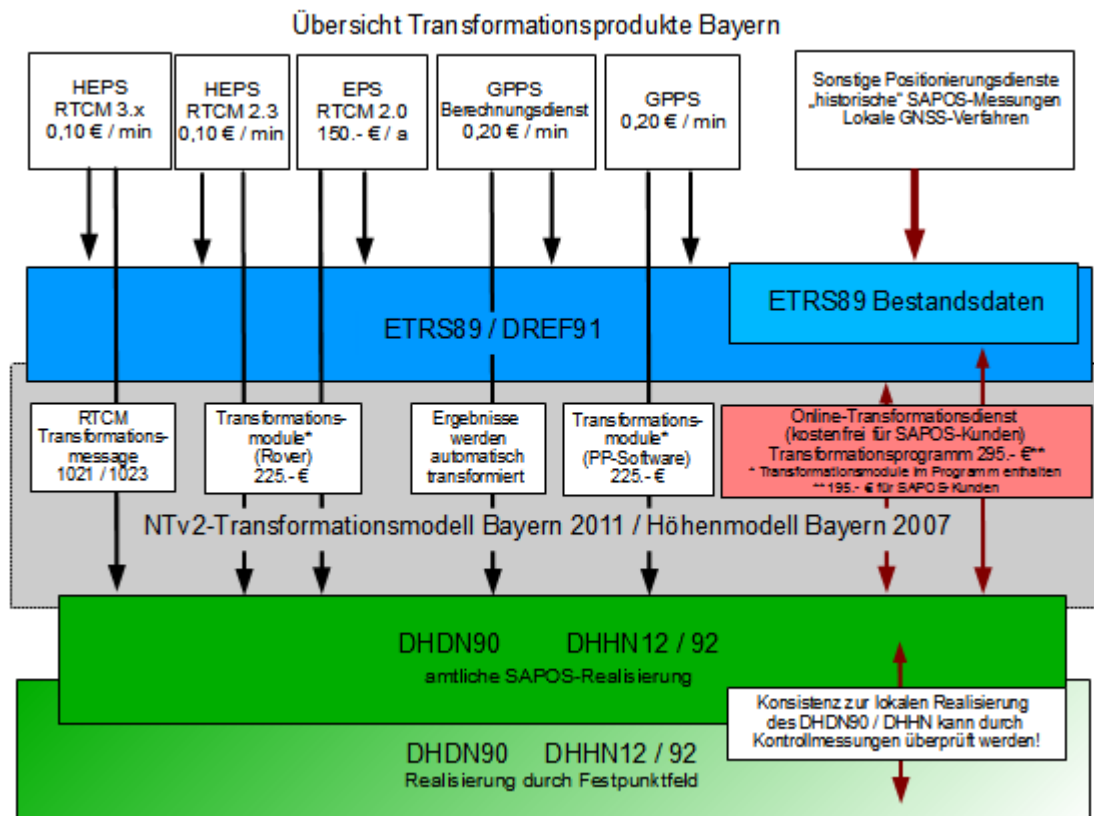 Übersicht Transformationsprodukte Bayern
HEPS
RTCM 3.x
0,10 € / min
HEPS
RTCM 2.3
0,10 € / min
EPS
RTCM 2.0
150.- € / a
GPPS
Berechnungsdienst
0,20 € / min
GPPS
0,20 € / min
Sonstige Positionierungsdienste
„historische" SAPOS-Messungen
Lokale GNSS-Verfahren
ETRS89 Bestandsdaten
ETRS89 / DREF91
RTCM
Transformations-
message
1021 / 1023
Transformations-
module*
(Rover)
225.- €
Ergebnisse
werden
automatisch
transformiert
Transformations-
module*
(PP-Software)
225.- €
Online-Transformationsdienst
(kostenfrei für SAPOS-Kunden)
Transformationsprogramm 295.- €**
* Transformationsmodule im Programm enthalten
** 195.- € für SAPOS-Kunden
NTv2-Transformationsmodell Bayern 2011 / Höhenmodell Bayern 2007
DHDN90 DHHN12 / 92
amtliche SAPOS-Realisierung
Konsistenz zur lokalen Realisierung
des DHDN90 / DHHN kann durch
Kontrollmessungen überprüft werden!
DHDN90 DHHN12 / 92
Realisierung durch Festpunktfeld